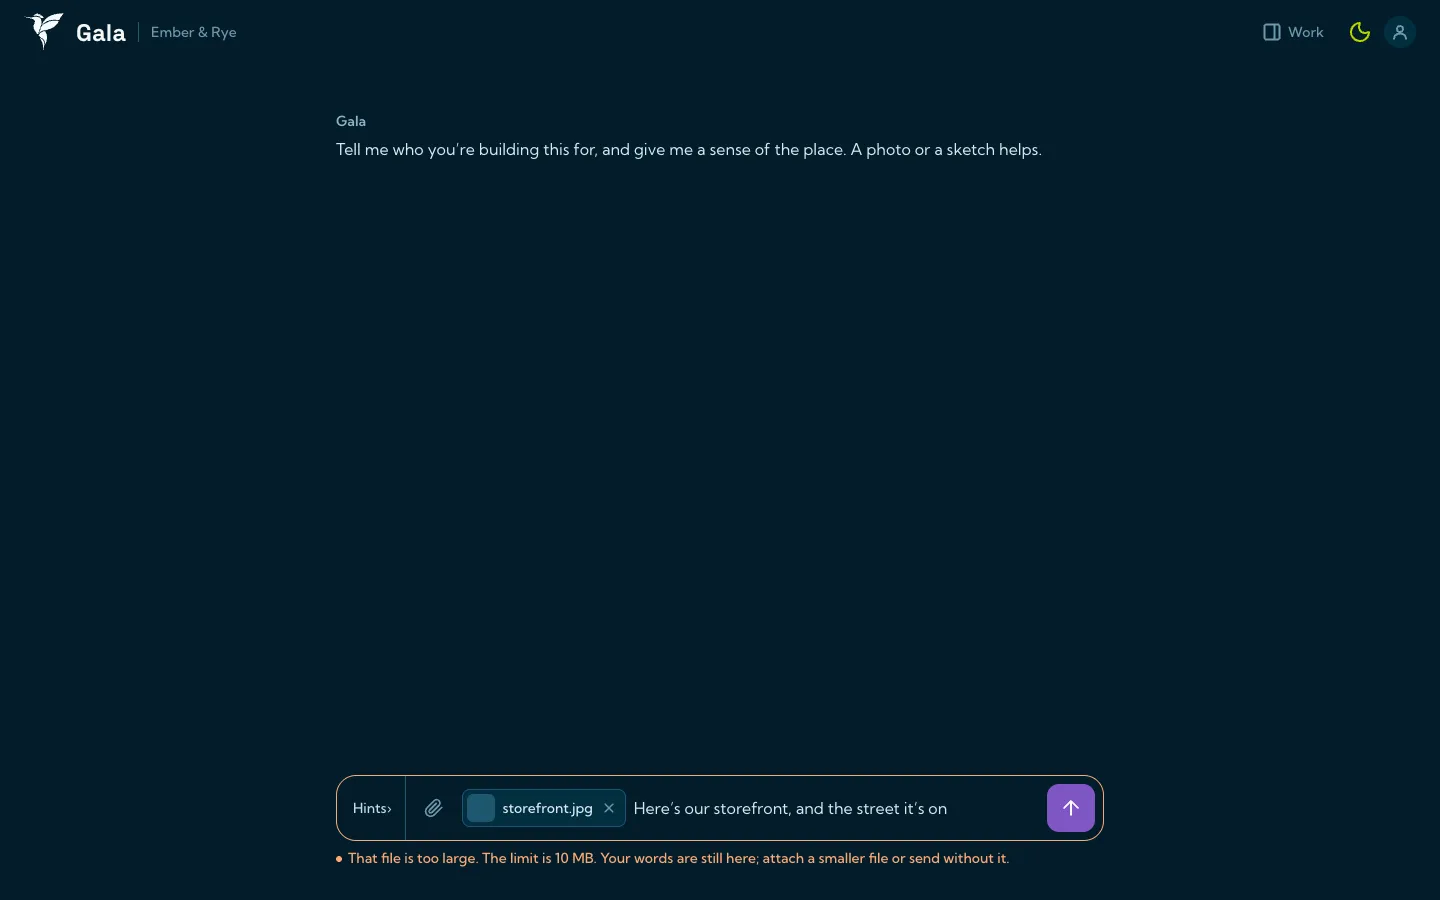 Gala
Ember & Rye
Work
Gala
Tell me who you’re building this for, and give me a sense of the place. A photo or a sketch helps.
Hints›
storefront.jpg
Here’s our storefront, and the street it’s on
That file is too large. The limit is 10 MB. Your words are still here; attach a smaller file or send without it.